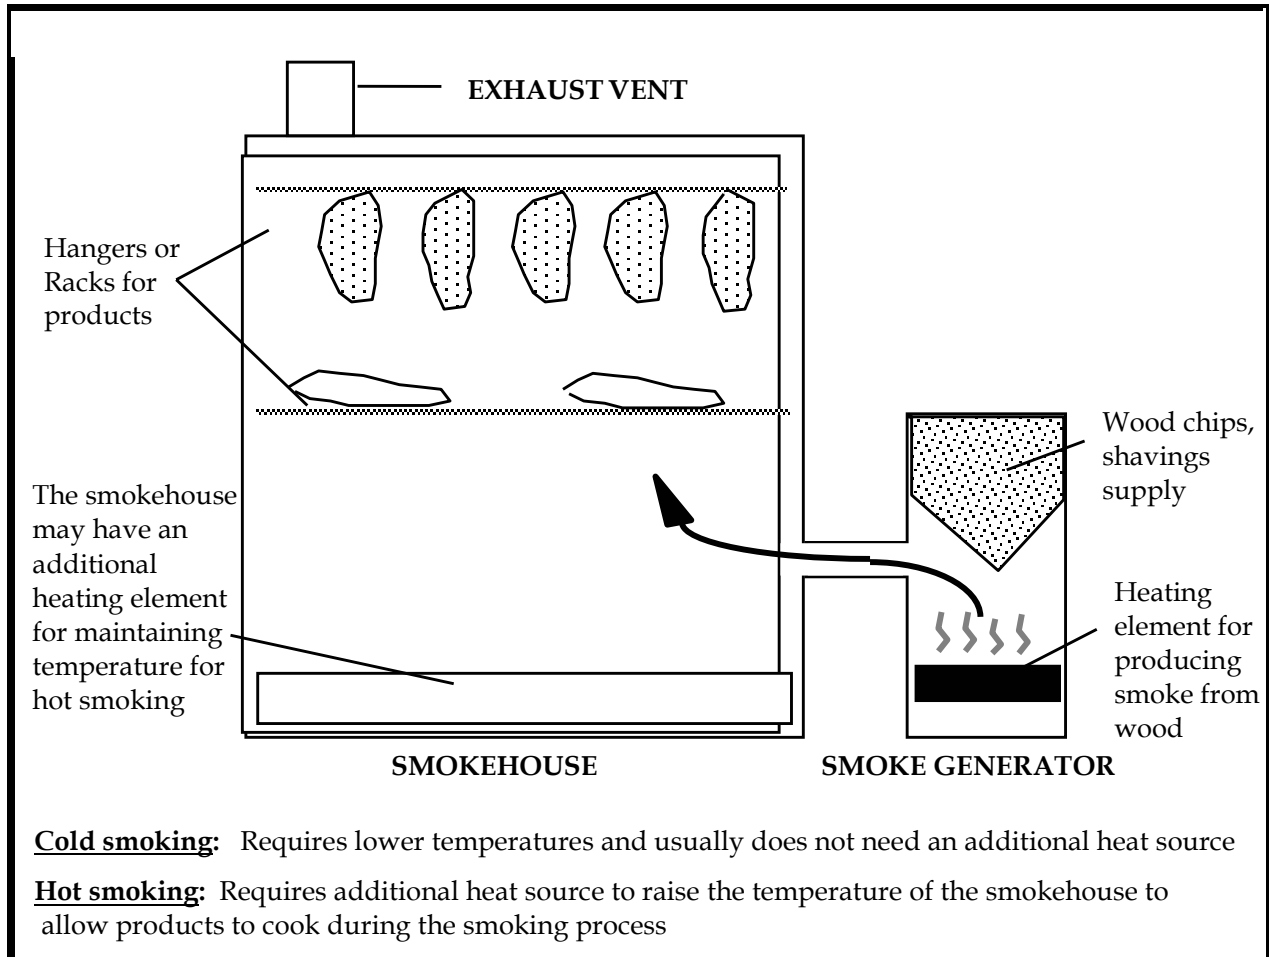 EXHAUST VENT
Hangers or
Racks for
products
Wood chips,
shavings
supply
The smokehouse
may have an
additional
heating element
for maintaining
temperature for
hot smoking
Heating
element for
producing
smoke from
wood
SMOKEHOUSE
SMOKE GENERATOR
Cold smoking: Requires lower temperatures and usually does not need an additional heat source
Hot smoking: Requires additional heat source to raise the temperature of the smokehouse to
allow products to cook during the smoking process